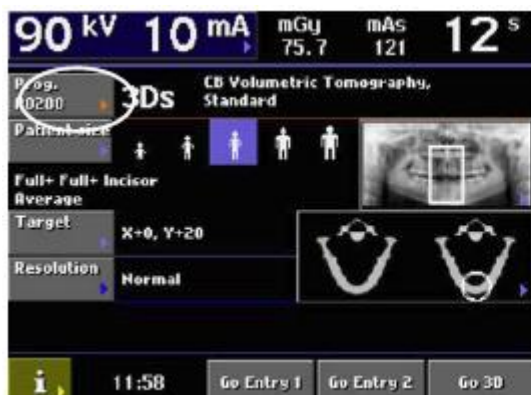 90 kV 10 mA mGy 75.7 mAs 121 12 s
Prog. 3Ds CB Volumetric Tomography,
Standard
Patient size
Full+ Full+ Incisor
Average
Target X+0, Y+20
Resolution Normal
i 11:58 Go Entry 1 Go Entry 2 Go 3D